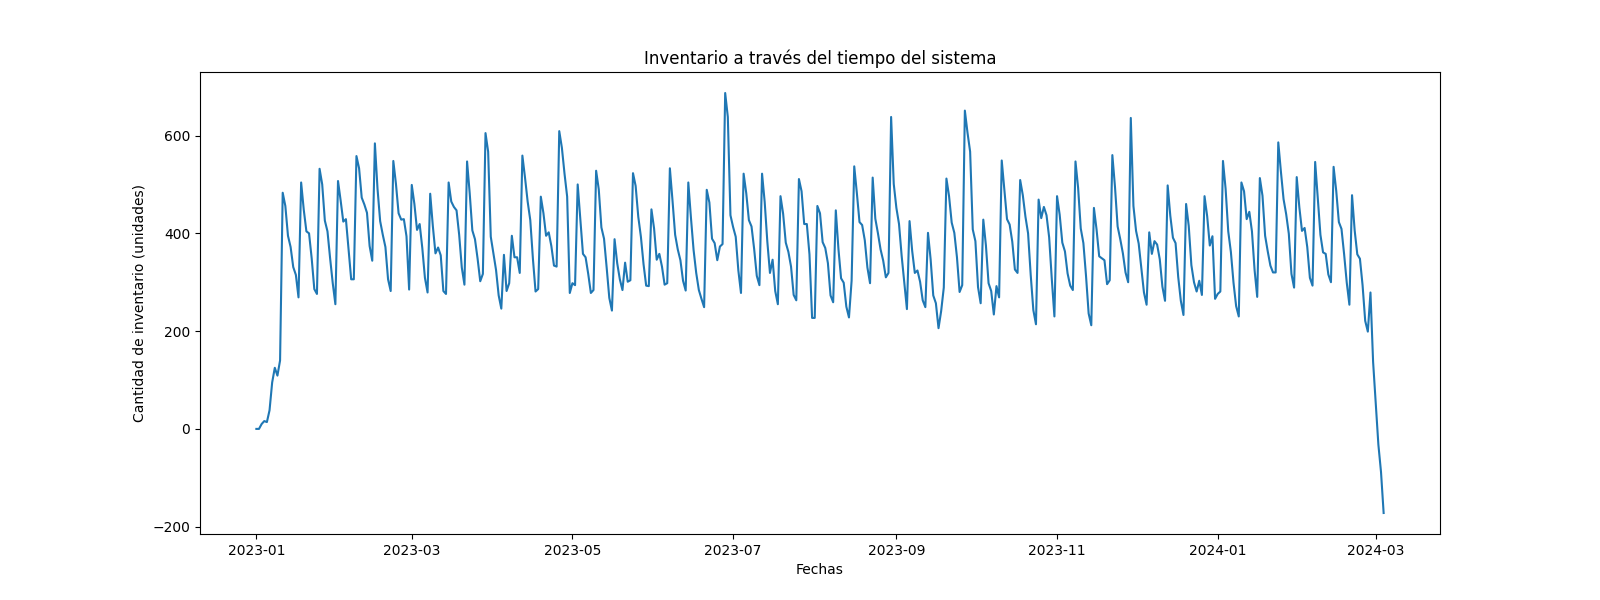 Inventario a través del tiempo del sistema
Cantidad de inventario (unidades)
600
400
200
0
−200
2023-01 2023-03 2023-05 2023-07 2023-09 2023-11 2024-01 2024-03
Fechas